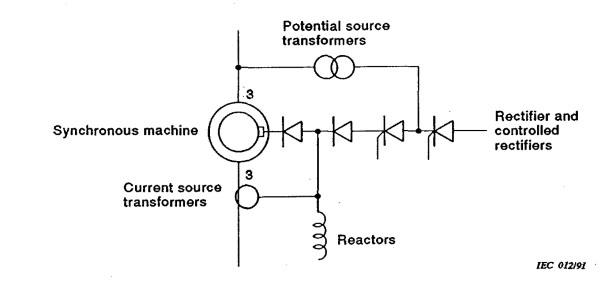 Potential source
transformers
3
Synchronous machine
Rectifier and
controlled
rectifiers
3
Current source
transformers
Reactors
IEC 012/91